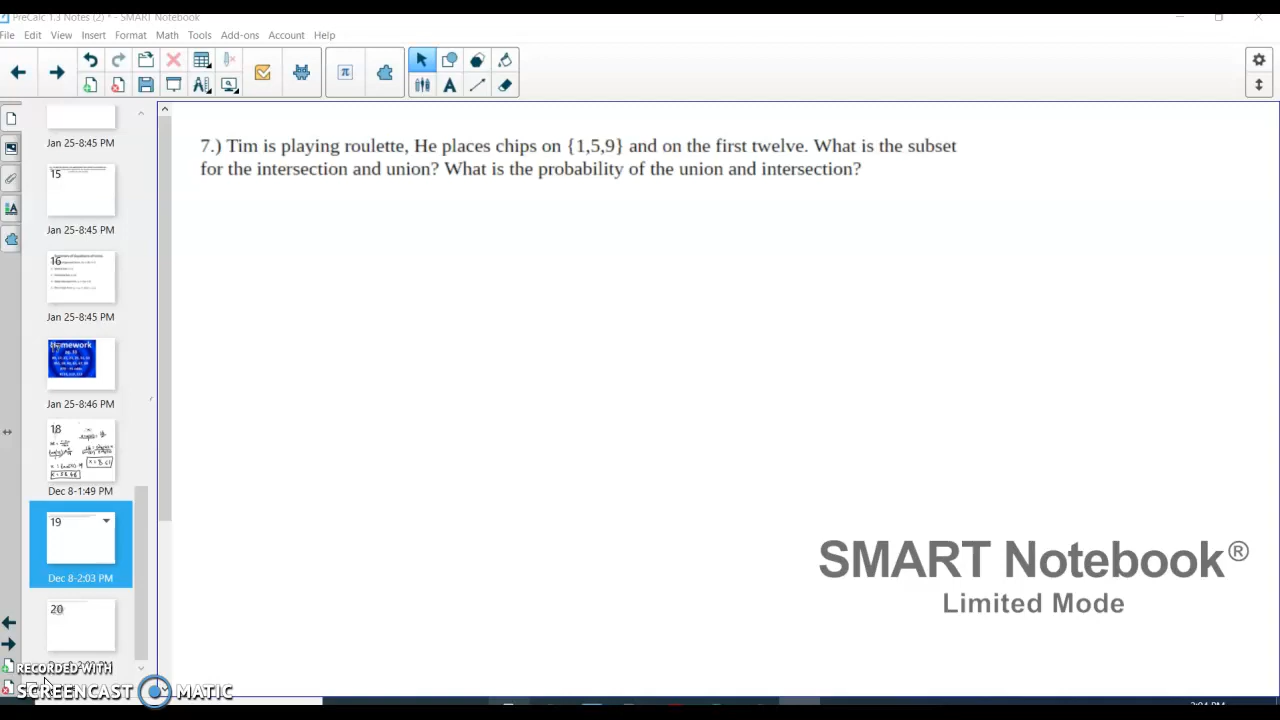 PreCalc 1.3 Notes (2) * - SMART Notebook
File Edit View Insert Format Math Tools Add-ons Account Help
7.) Tim is playing roulette, He places chips on {1,5,9} and on the first twelve. What is the subset
for the intersection and union? What is the probability of the union and intersection?
Jan 25-8:45 PM
15
Jan 25-8:45 PM
16
Jan 25-8:45 PM
Homework
Jan 25-8:46 PM
18
Dec 8-1:49 PM
19
Dec 8-2:03 PM
20
SMART Notebook®
Limited Mode
RECORDED WITH
SCREENCAST MATIC